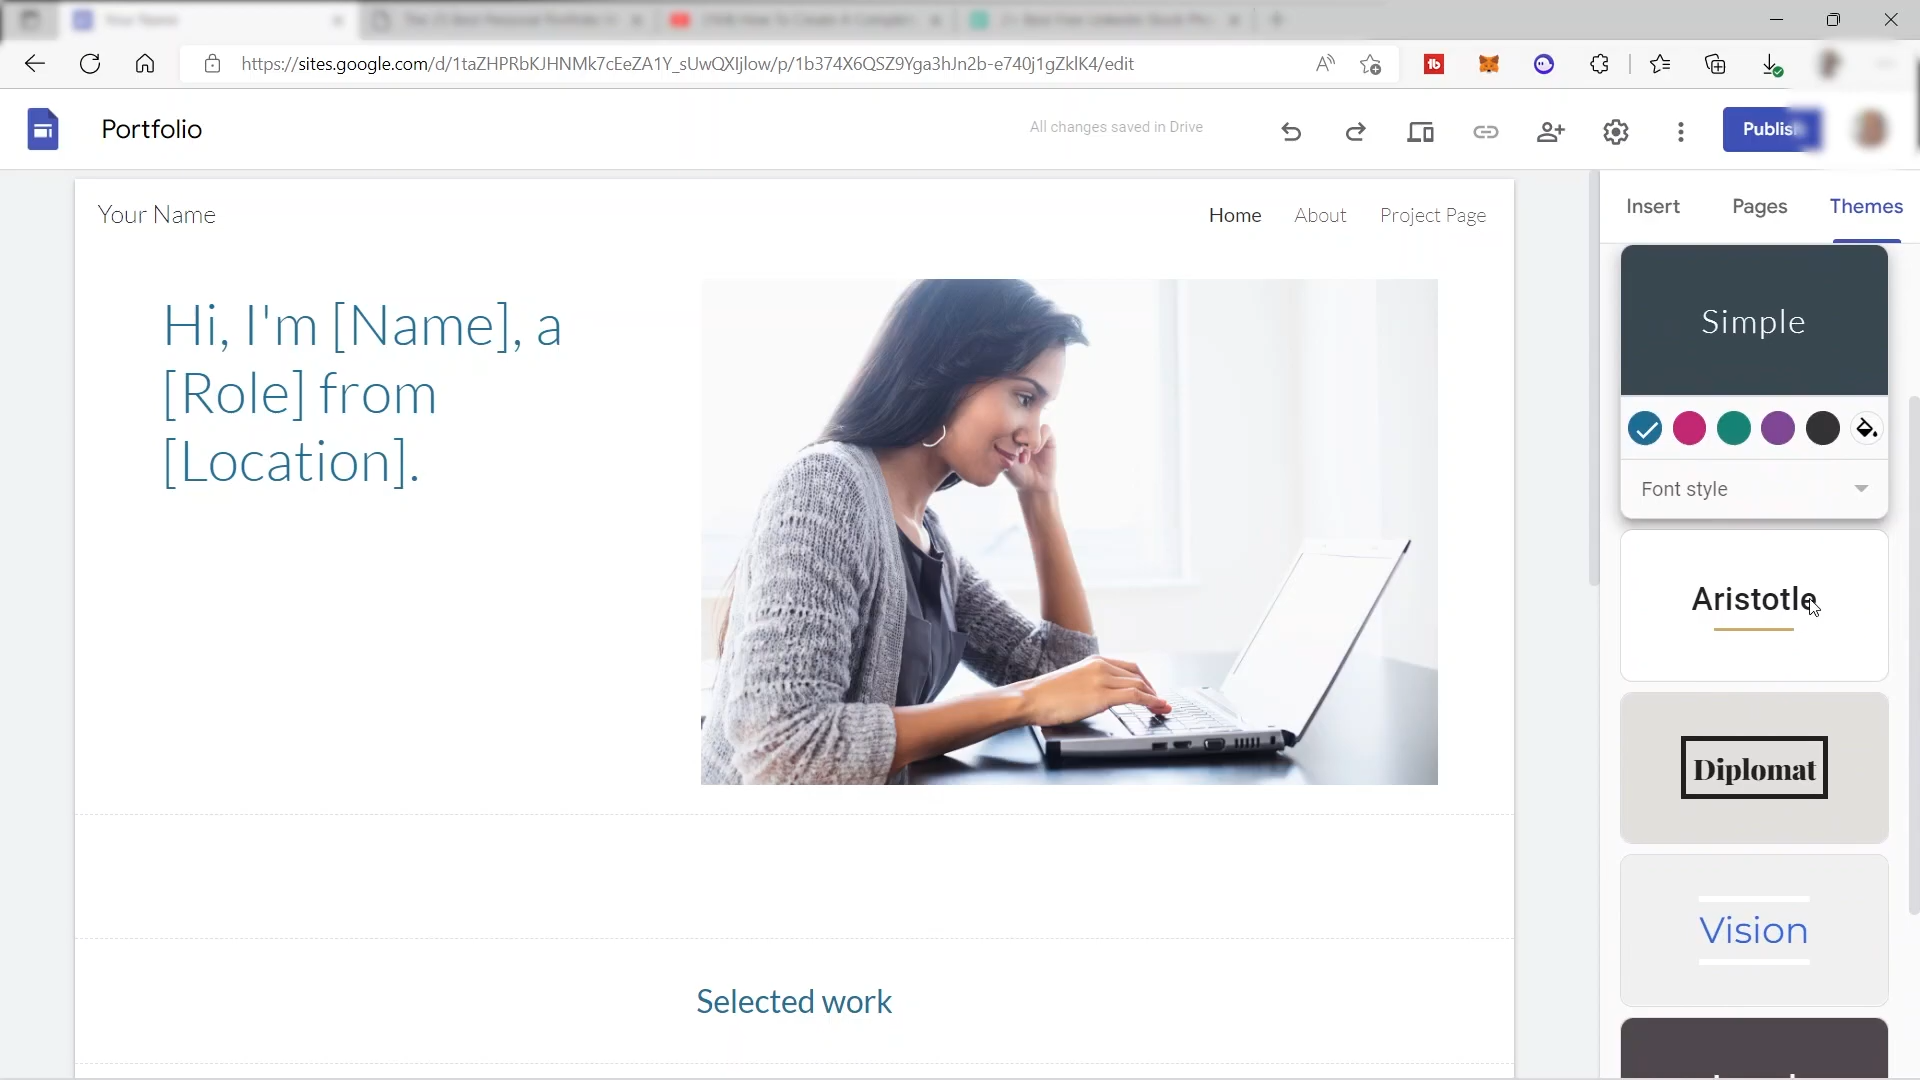 https://sites.google.com/d/1taZHPRbKJHNMk7cEeZA1Y_sUwQXIjlow/p/1b374X6QSZ9Yga3hJn2b-e740j1gZklK4/edit
Portfolio
All changes saved in Drive
Publish
Your Name
Home
About
Project Page
Insert
Pages
Themes
Hi, I'm [Name], a
[Role] from
[Location].
Simple
Font style
Aristotle
Diplomat
Vision
Selected work